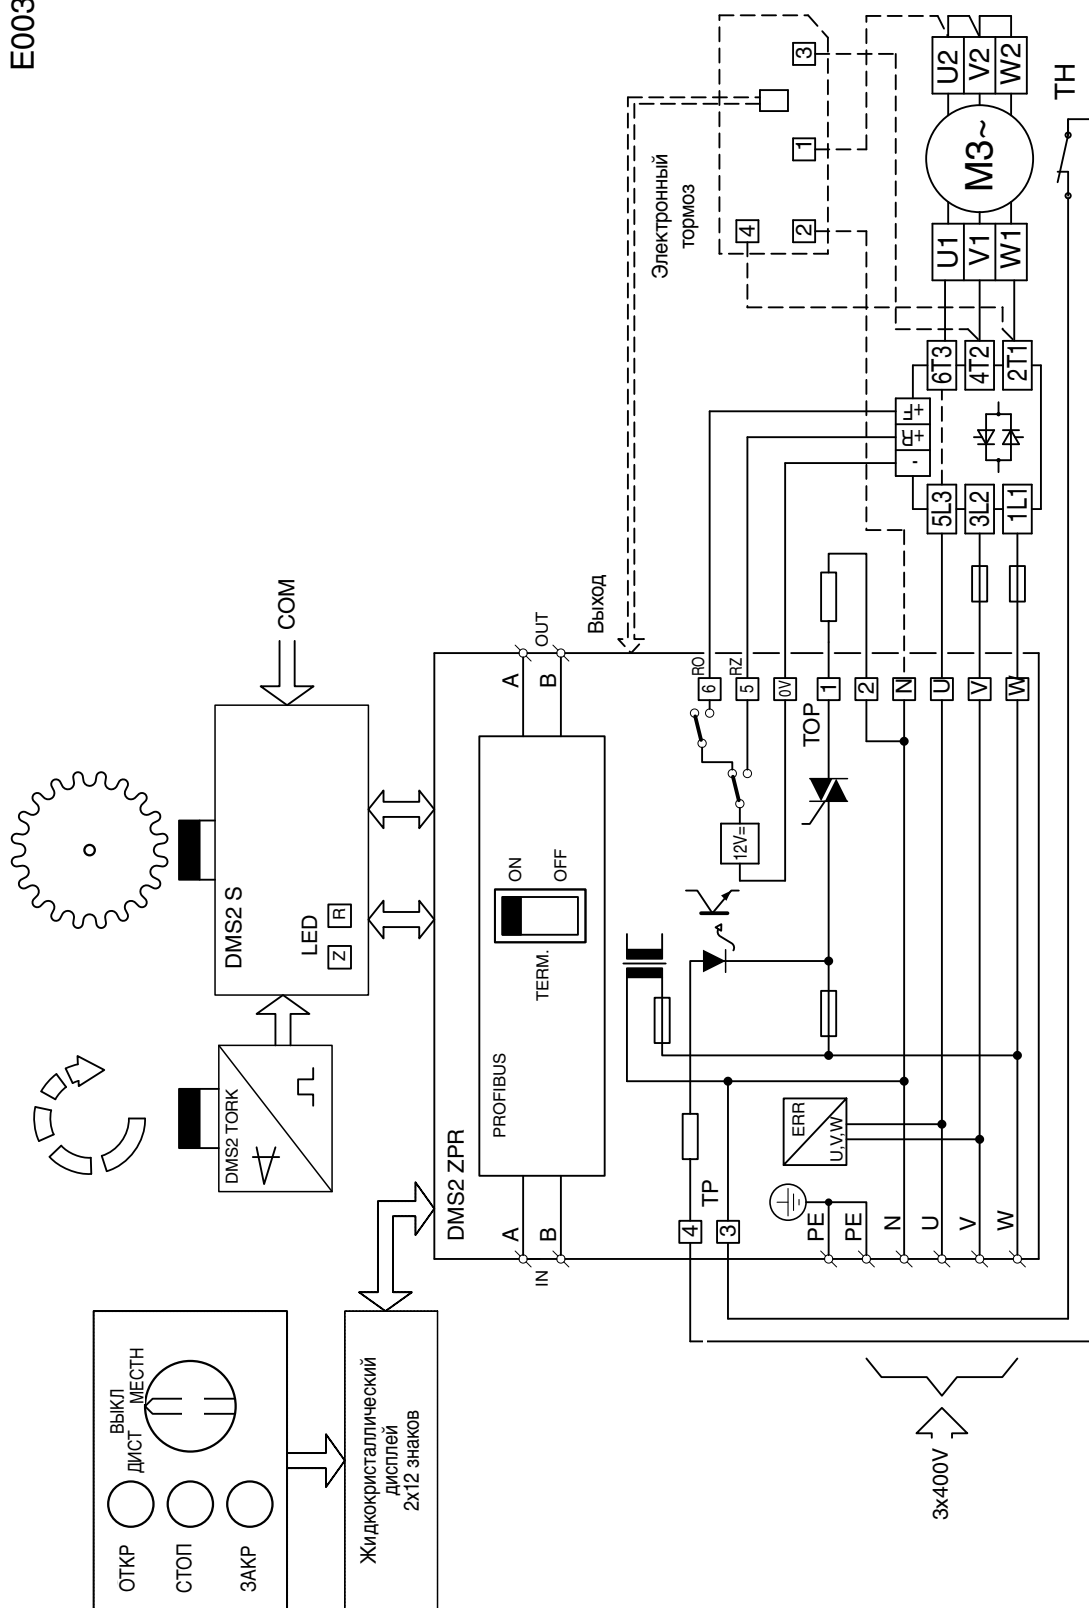 E003
ОТКР
СТОП
ЗАКР
ДИСТ
ВЫКЛ
МЕСТН
Жидкокристаллический
дисплей
2x12 знаков
DMS2 TORK
DMS2 S
LED
Z
R
COM
DMS2 ZPR
PROFIBUS
TERM.
ON
OFF
A
B
IN
A
B
OUT
Выход
4
3
TP
ERR
U,V,W
PE
PE
N
U
V
W
3x400V
12V=
RO
6
RZ
5
0V
TOP
1
2
N
U
V
W
Электронный
тормоз
4
2
1
3
-
+R
+F
5L3
3L2
1L1
6T3
4T2
2T1
U1
V1
W1
M3~
U2
V2
W2
TH